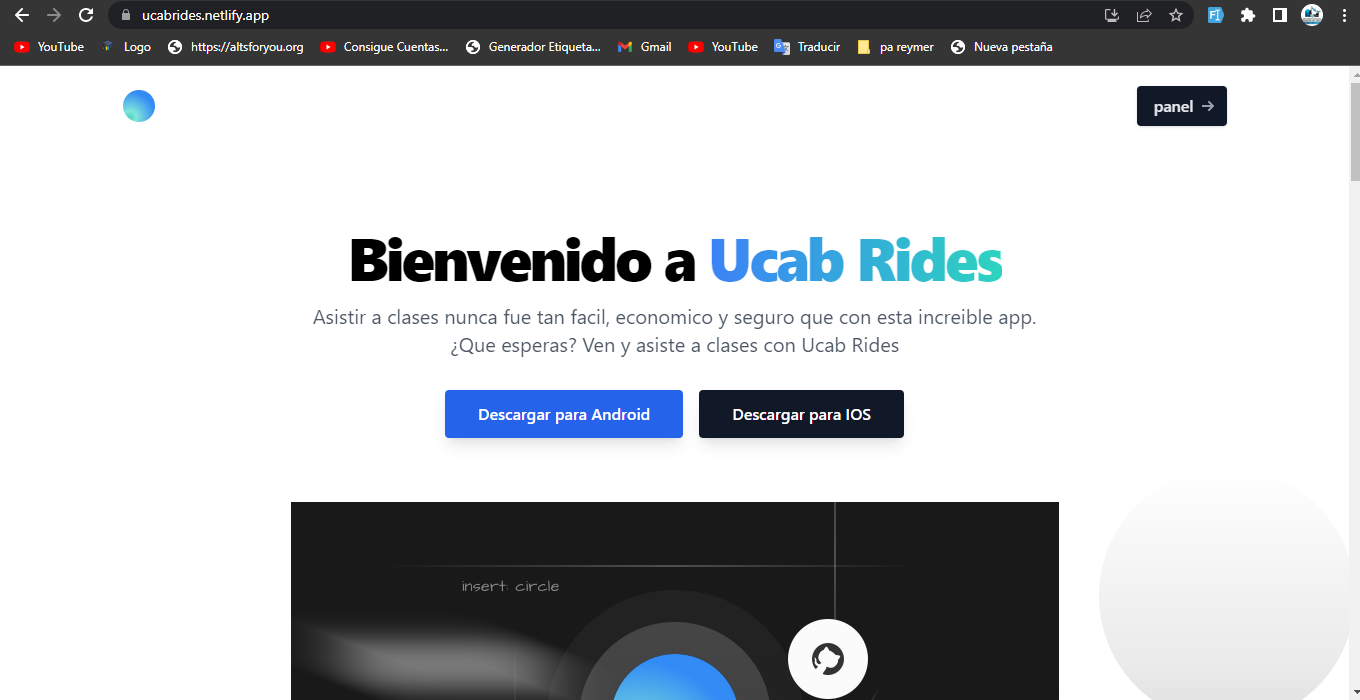 ucabrides.netlify.app
YouTube Logo https://altsforyou.org Consigue Cuentas... Generador Etiqueta... Gmail YouTube Traducir pa reymer Nueva pestaña
panel →
Bienvenido a Ucab Rides
Asistir a clases nunca fue tan facil, economico y seguro que con esta increible app.
¿Que esperas? Ven y asiste a clases con Ucab Rides
Descargar para Android Descargar para IOS
insert: circle